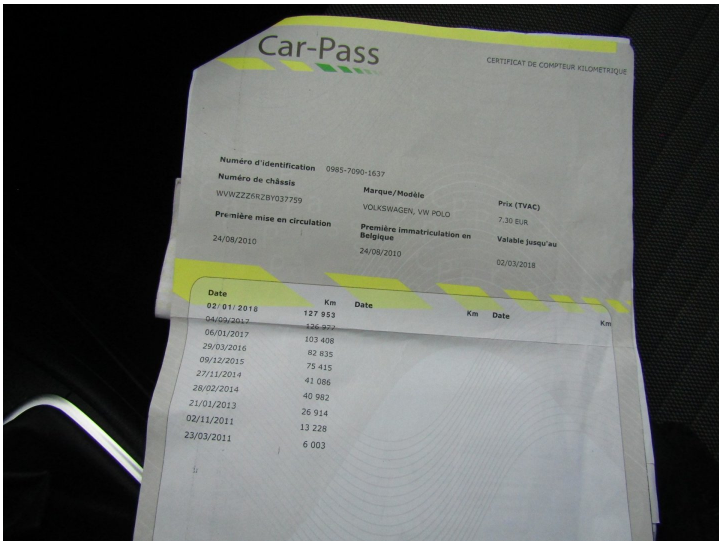 Car-Pass
CERTIFICAT DE COMPTEUR KILOMÉTRIQUE
Numéro d'identification 0985-7090-1637
Numéro de châssis
WVWZZZ6RZBY037759
Marque/Modèle
VOLKSWAGEN, VW POLO
Prix (TVAC)
7.30 EUR
Première mise en circulation
24/08/2010
Première immatriculation en
Belgique
24/08/2010
Valable jusqu'au
02/03/2018
Date Km Date Km Date Km
02/01/2018 127 953
04/09/2017 126 977
06/01/2017 103 408
29/03/2016 82 835
09/12/2015 75 415
27/11/2014 41 086
28/02/2014 40 982
21/01/2013 26 914
02/11/2011 13 228
23/03/2011 6 003